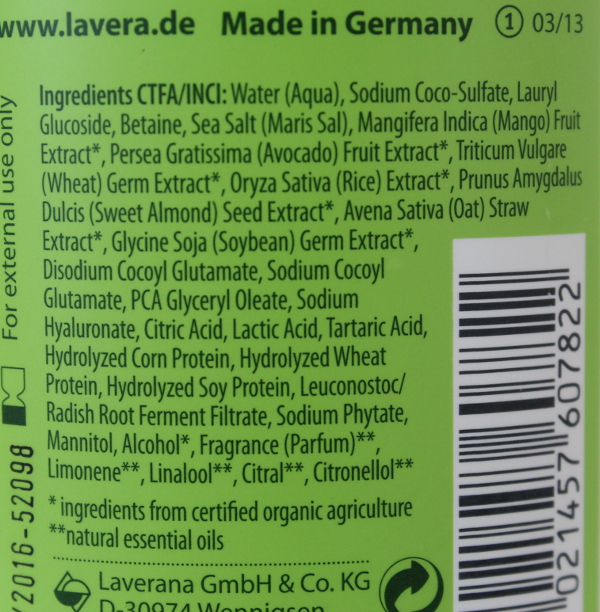 www.lavera.de Made in Germany ① 03/13
Ingredients CTFA/INCI: Water (Aqua), Sodium Coco-Sulfate, Lauryl
Glucoside, Betaine, Sea Salt (Maris Sal), Mangifera Indica (Mango) Fruit
Extract*, Persea Gratissima (Avocado) Fruit Extract*, Triticum Vulgare
(Wheat) Germ Extract*, Oryza Sativa (Rice) Extract*, Prunus Amygdalus
Dulcis (Sweet Almond) Seed Extract*, Avena Sativa (Oat) Straw
Extract*, Glycine Soja (Soybean) Germ Extract*,
Disodium Cocoyl Glutamate, Sodium Cocoyl
Glutamate, PCA Glyceryl Oleate, Sodium
Hyaluronate, Citric Acid, Lactic Acid, Tartaric Acid,
Hydrolyzed Corn Protein, Hydrolyzed Wheat
Protein, Hydrolyzed Soy Protein, Leuconostoc/
Radish Root Ferment Filtrate, Sodium Phytate,
Mannitol, Alcohol*, Fragrance (Parfum)**,
Limonene**, Linalool**, Citral**, Citronellol**
* ingredients from certified organic agriculture
**natural essential oils
Laverana GmbH & Co. KG
D-30974 Wennigsen
For external use only
/2016-52098
021457607822